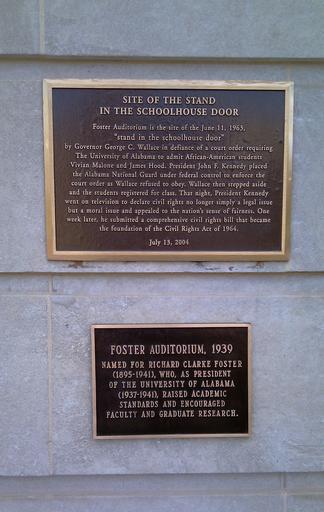 SITE OF THE STAND
IN THE SCHOOLHOUSE DOOR
Foster Auditorium is the site of the June 11, 1963,
"stand in the schoolhouse door"
by Governor George C. Wallace in defiance of a court order requiring
The University of Alabama to admit African-American students
Vivian Malone and James Hood. President John F. Kennedy placed
the Alabama National Guard under federal control to enforce the
court order as Wallace refused to obey. Wallace then stepped aside
and the students registered for class. That night, President Kennedy
went on television to declare civil rights no longer simply a legal issue
but a moral issue and appealed to the nation's sense of fairness. One
week later, he submitted a comprehensive civil rights bill that became
the foundation of the Civil Rights Act of 1964.
July 13, 2004
FOSTER AUDITORIUM, 1939
NAMED FOR RICHARD CLARKE FOSTER
(1895-1941), WHO, AS PRESIDENT
OF THE UNIVERSITY OF ALABAMA
(1937-1941), RAISED ACADEMIC
STANDARDS AND ENCOURAGED
FACULTY AND GRADUATE RESEARCH.